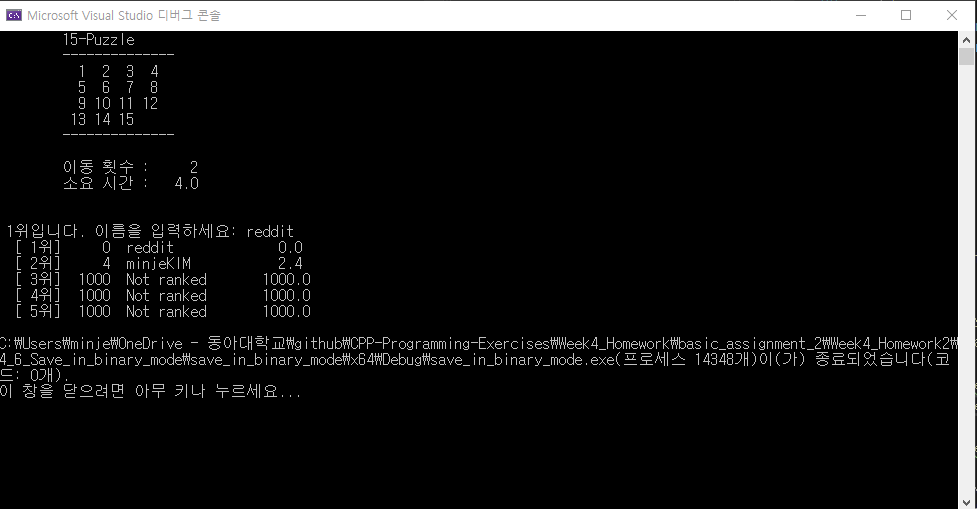 Microsoft Visual Studio 디버그 콘솔
15-Puzzle
--------------
1 2 3 4
5 6 7 8
9 10 11 12
13 14 15
--------------
이동 횟수 : 2
소요 시간 : 4.0
1위입니다. 이름을 입력하세요: reddit
[ 1위] 0 reddit 0.0
[ 2위] 4 minjeKIM 2.4
[ 3위] 1000 Not ranked 1000.0
[ 4위] 1000 Not ranked 1000.0
[ 5위] 1000 Not ranked 1000.0
C:₩Users₩minje₩OneDrive - 동아대학교₩github₩CPP-Programming-Exercises₩Week4_Homework₩basic_assignment_2₩Week4_Homework2₩
4_6_Save_in_binary_mode₩save_in_binary_mode₩x64₩Debug₩save_in_binary_mode.exe(프로세스 14348개)이(가) 종료되었습니다(코
드: 0개).
이 창을 닫으려면 아무 키나 누르세요...